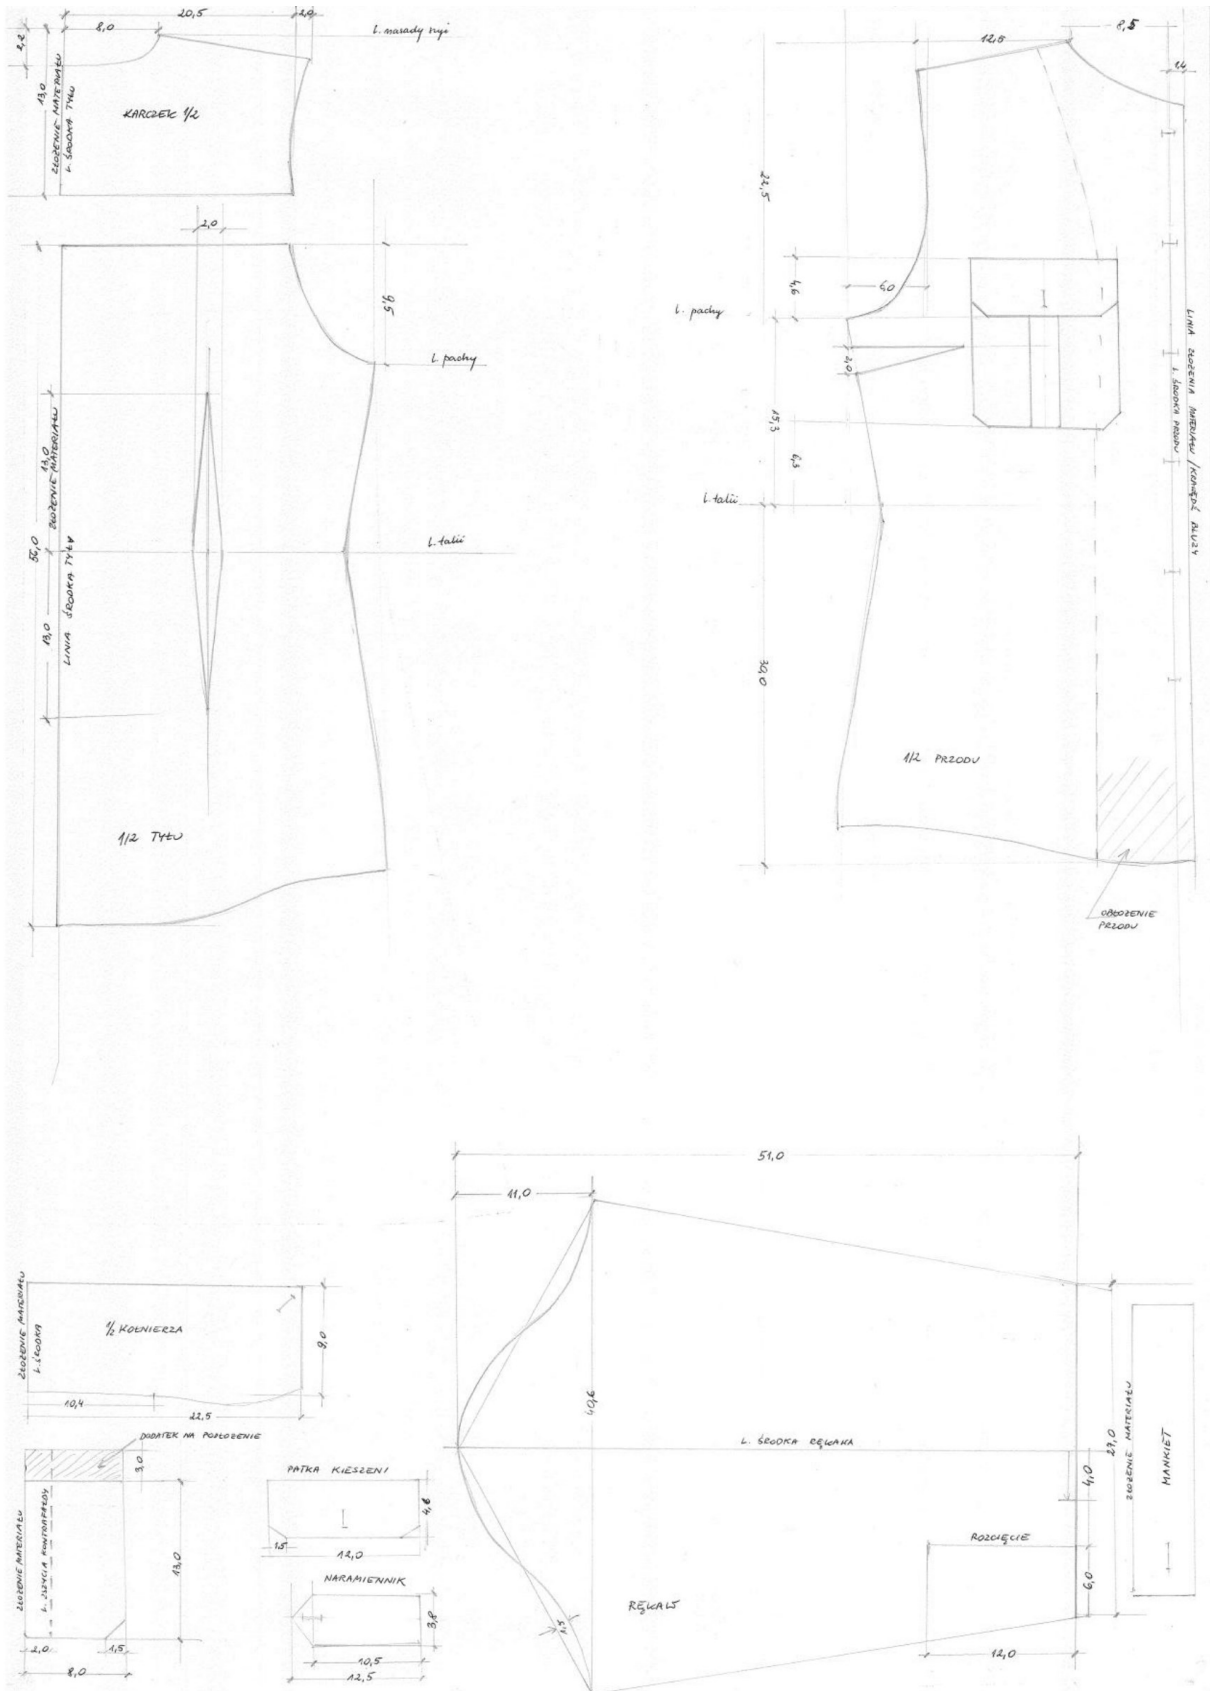 20,5
2,0
8,0
L. nasady szyi
2,2
13,0
ZŁOŻENIE MATERIAŁU
L. ŚRODKA TYŁU
KARCZEK 1/2
2,0
9,5
L. pachy
13,0
ZŁOŻENIE MATERIAŁU
56,0
LINIA ŚRODKA TYŁU
L. talii
13,0
1/2 TYŁU
8,5
12,5
1,4
22,5
4,6
6,0
L. pachy
2,0
15,3
6,3
L. talii
LINIA ZŁOŻENIA MATERIAŁU / KRAWĘDŹ BLUZY
L. ŚRODKA PRZODU
30,0
1/2 PRZODU
OBŁOŻENIE
PRZODU
51,0
11,0
40,6
L. ŚRODKA RĘKAWA
27,0
4,0
ROZCIĘCIE
6,0
12,0
RĘKAW
1,5
ZŁOŻENIE MATERIAŁU
MANKIET
ZŁOŻENIE MATERIAŁU
L. ŚRODKA
1/2 KOŁNIERZA
9,0
10,4
22,5
DODATEK NA PODŁOŻENIE
3,0
ZŁOŻENIE MATERIAŁU
L. ZSZYCIA KONTRAFAŁDY
13,0
2,0
1,5
8,0
PATKA KIESZENI
4,6
1,5
12,0
NARAMIENNIK
3,8
10,5
12,5